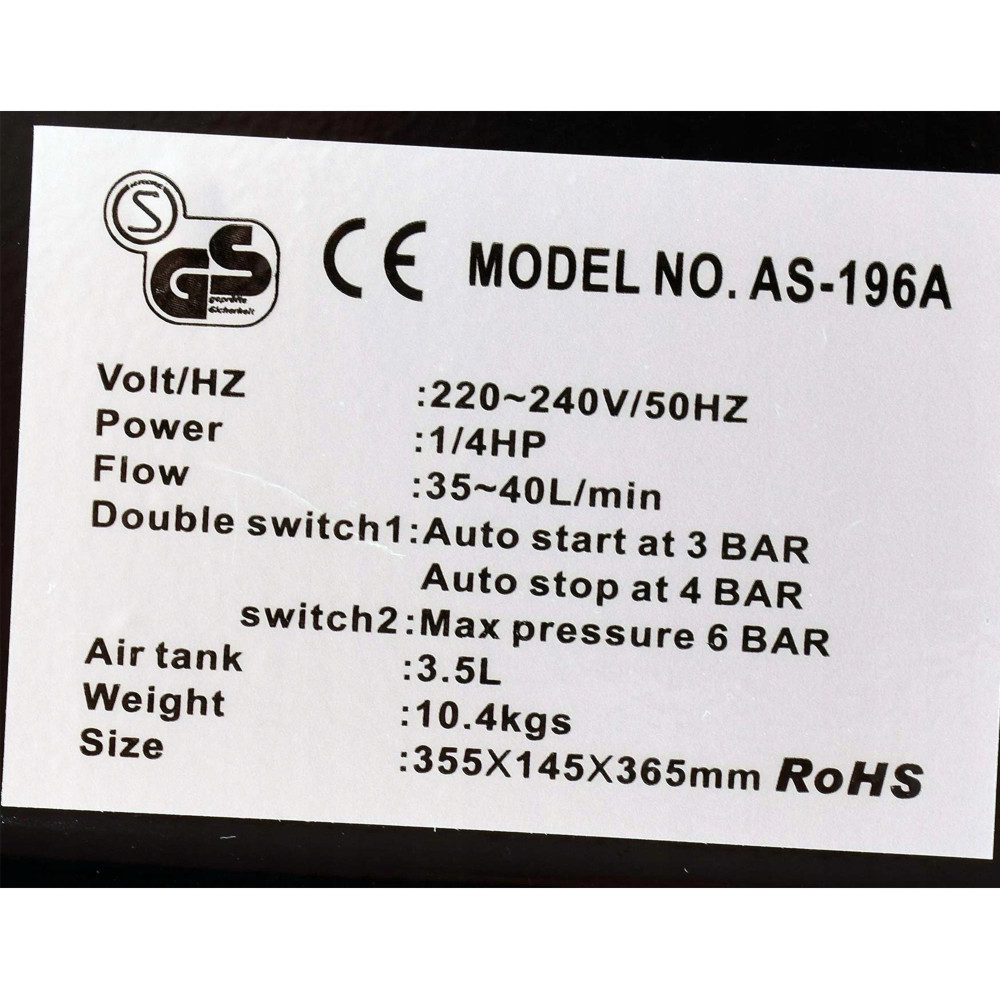 S
GS
geprüfte
Sicherheit
CE MODEL NO. AS-196A
Volt/HZ :220~240V/50HZ
Power :1/4HP
Flow :35~40L/min
Double switch1:Auto start at 3 BAR
Auto stop at 4 BAR
switch2:Max pressure 6 BAR
Air tank :3.5L
Weight :10.4kgs
Size :355X145X365mm RoHS